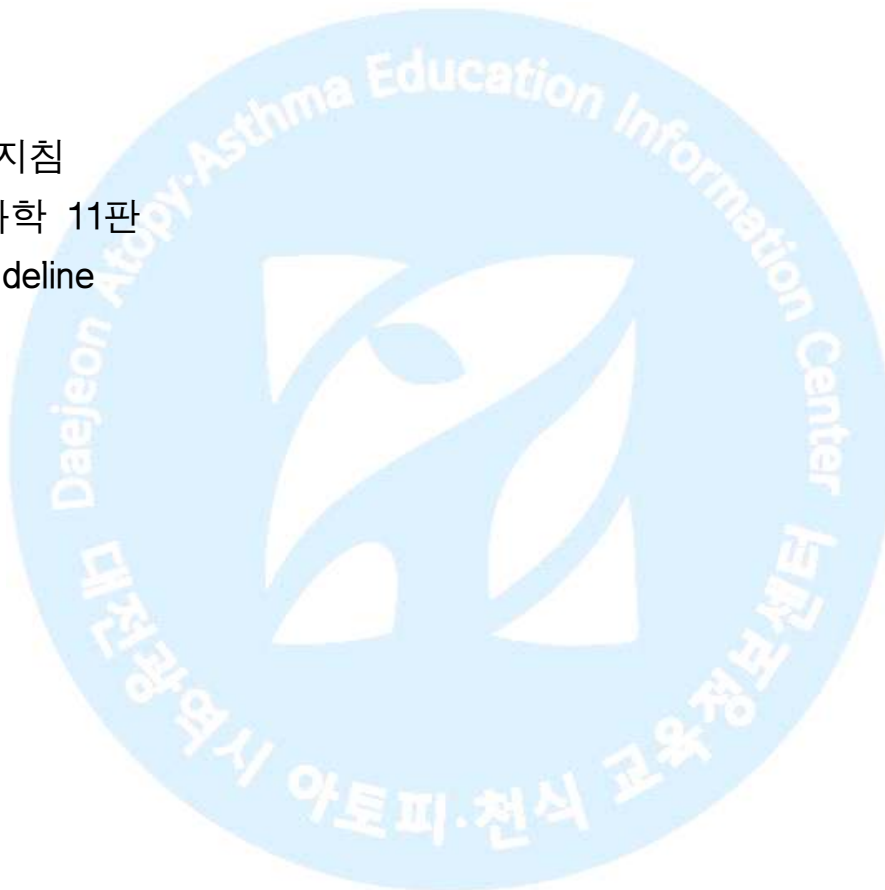 지침
학 11판
deline
Daejeon Atopy·Asthma Education Information Center
대전광역시 아토피·천식 교육정보센터